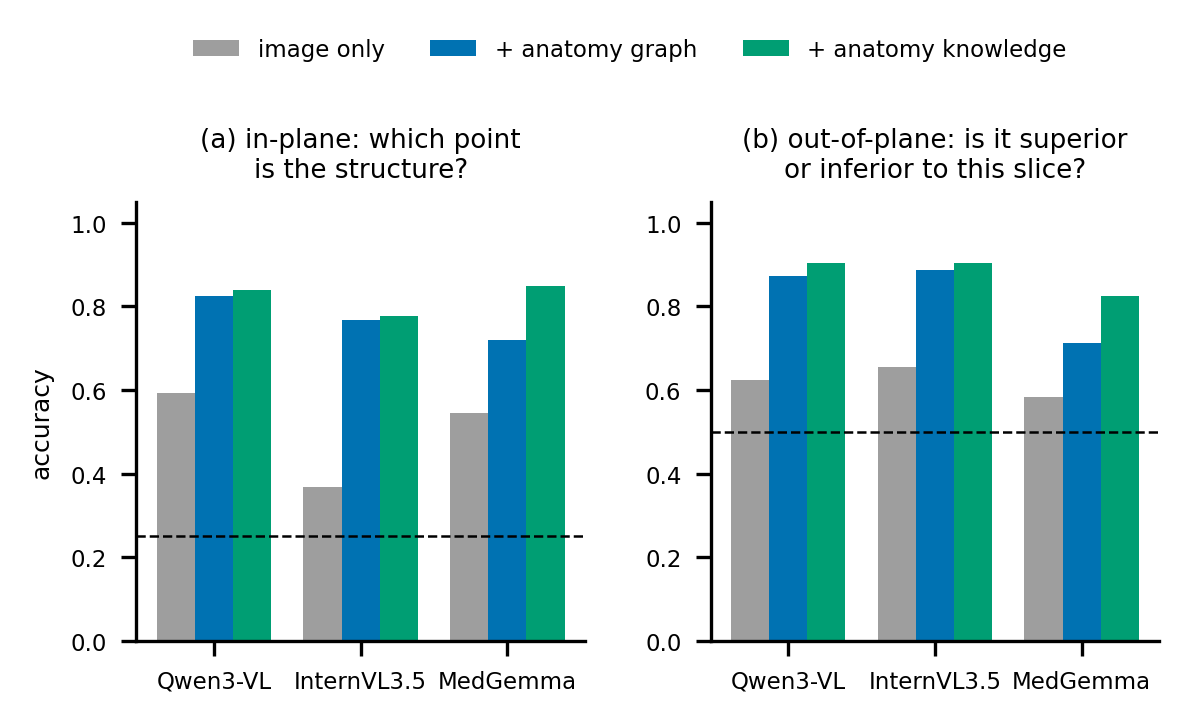 image only + anatomy graph + anatomy knowledge
(a) in-plane: which point
is the structure?
accuracy
1.0
0.8
0.6
0.4
0.2
0.0
Qwen3-VL InternVL3.5 MedGemma
(b) out-of-plane: is it superior
or inferior to this slice?
1.0
0.8
0.6
0.4
0.2
0.0
Qwen3-VL InternVL3.5 MedGemma